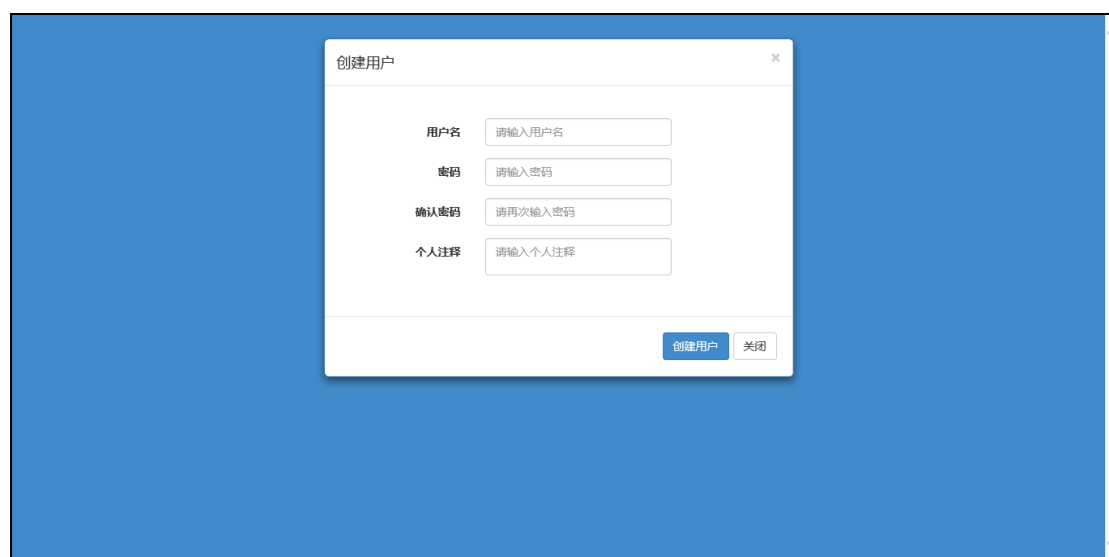 创建用户 ×
用户名 请输入用户名
密码 请输入密码
确认密码 请再次输入密码
个人注释 请输入个人注释
创建用户 关闭